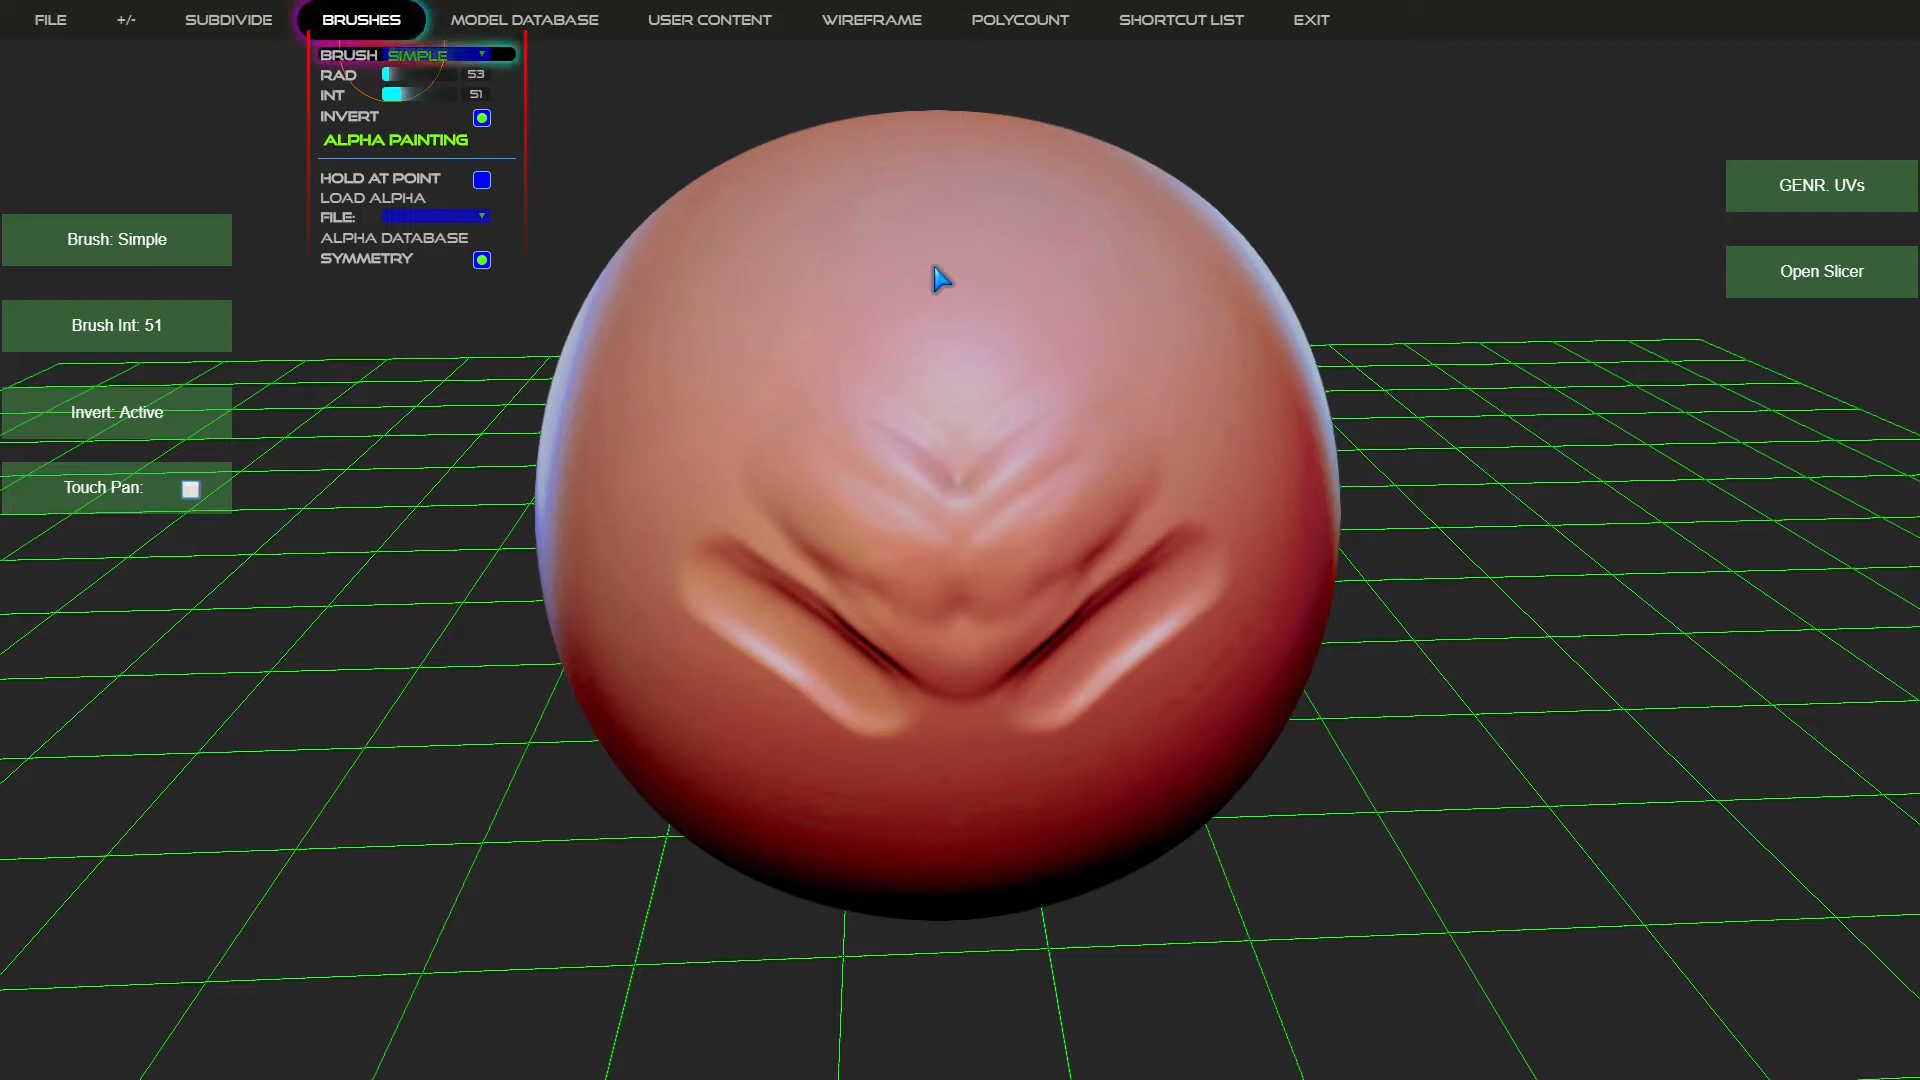 FILE +/- SUBDIVIDE BRUSHES MODEL DATABASE USER CONTENT WIREFRAME POLYCOUNT SHORTCUT LIST EXIT
BRUSH SIMPLE
RAD 53
INT 51
INVERT
ALPHA PAINTING
HOLD AT POINT
LOAD ALPHA
FILE:
ALPHA DATABASE
SYMMETRY
Brush: Simple
Brush Int: 51
Invert: Active
Touch Pan:
GENR. UVs
Open Slicer